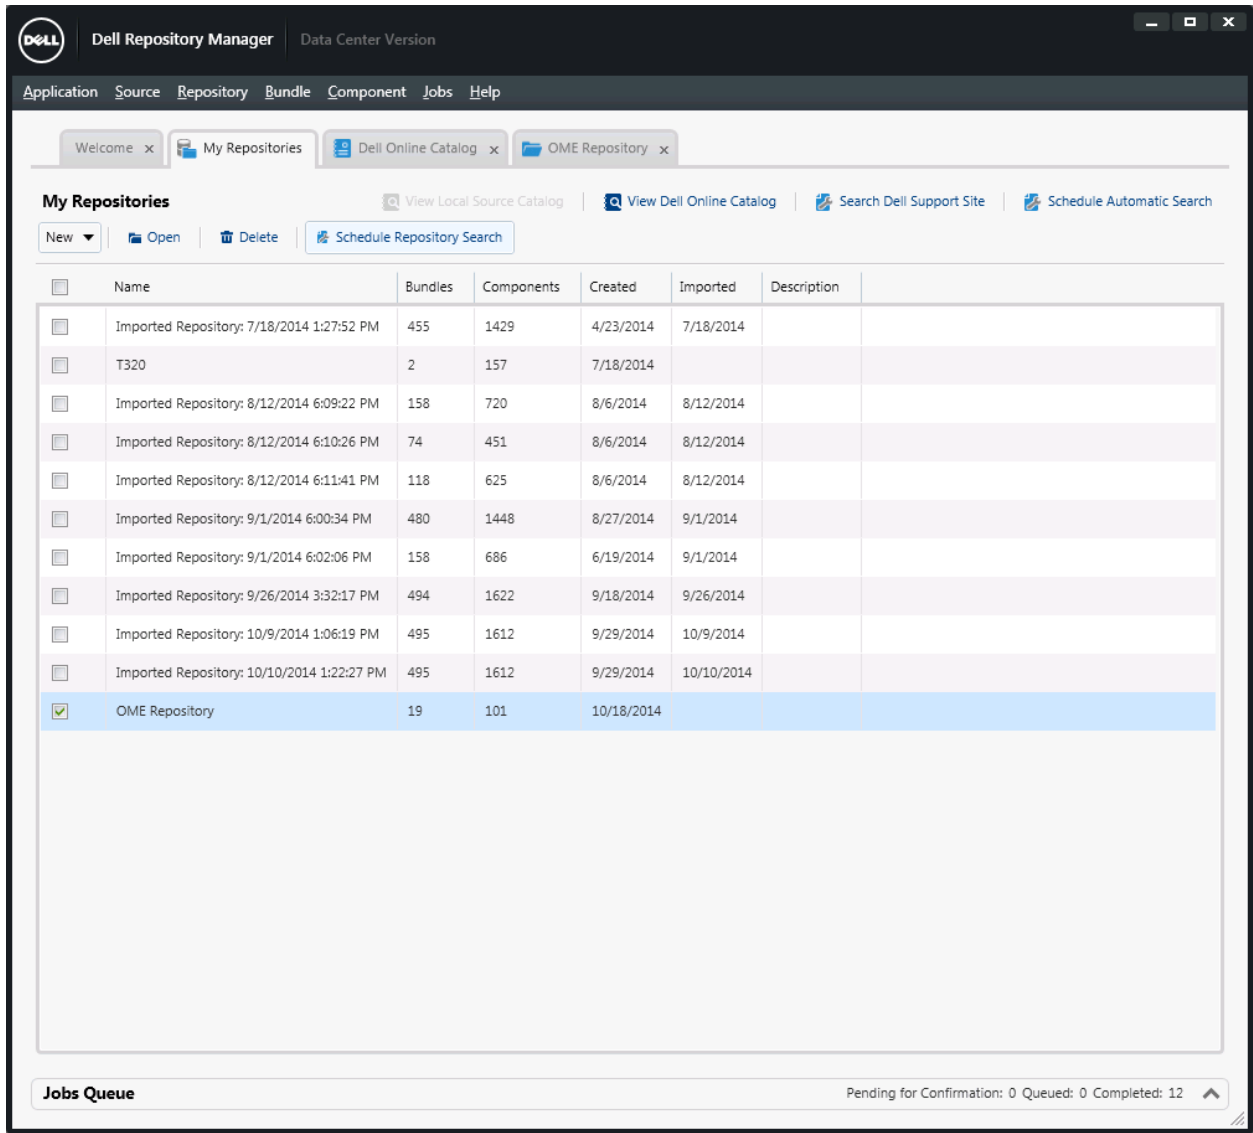 DELL Dell Repository Manager Data Center Version
Application Source Repository Bundle Component Jobs Help
Welcome x My Repositories Dell Online Catalog x OME Repository x
My Repositories View Local Source Catalog View Dell Online Catalog Search Dell Support Site Schedule Automatic Search
New Open Delete Schedule Repository Search
Name Bundles Components Created Imported Description
Imported Repository: 7/18/2014 1:27:52 PM 455 1429 4/23/2014 7/18/2014
T320 2 157 7/18/2014
Imported Repository: 8/12/2014 6:09:22 PM 158 720 8/6/2014 8/12/2014
Imported Repository: 8/12/2014 6:10:26 PM 74 451 8/6/2014 8/12/2014
Imported Repository: 8/12/2014 6:11:41 PM 118 625 8/6/2014 8/12/2014
Imported Repository: 9/1/2014 6:00:34 PM 480 1448 8/27/2014 9/1/2014
Imported Repository: 9/1/2014 6:02:06 PM 158 686 6/19/2014 9/1/2014
Imported Repository: 9/26/2014 3:32:17 PM 494 1622 9/18/2014 9/26/2014
Imported Repository: 10/9/2014 1:06:19 PM 495 1612 9/29/2014 10/9/2014
Imported Repository: 10/10/2014 1:22:27 PM 495 1612 9/29/2014 10/10/2014
OME Repository 19 101 10/18/2014
Jobs Queue Pending for Confirmation: 0 Queued: 0 Completed: 12